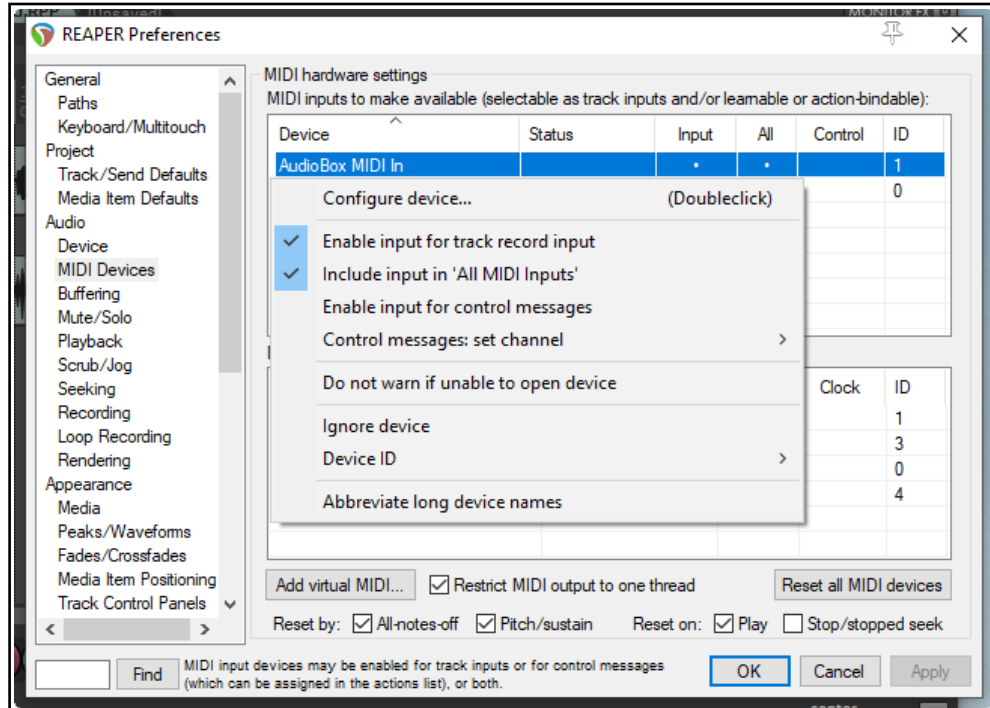 [Unsaved]
MONITOR FX
REAPER Preferences
General
Paths
Keyboard/Multitouch
Project
Track/Send Defaults
Media Item Defaults
Audio
Device
MIDI Devices
Buffering
Mute/Solo
Playback
Scrub/Jog
Seeking
Recording
Loop Recording
Rendering
Appearance
Media
Peaks/Waveforms
Fades/Crossfades
Media Item Positioning
Track Control Panels
MIDI hardware settings
MIDI inputs to make available (selectable as track inputs and/or learnable or action-bindable):
Device Status Input All Control ID
AudioBox MIDI In • • 1
0
Configure device... (Doubleclick)
Enable input for track record input
Include input in 'All MIDI Inputs'
Enable input for control messages
Control messages: set channel
Do not warn if unable to open device
Ignore device
Device ID
Abbreviate long device names
Clock ID
1
3
0
4
Add virtual MIDI... Restrict MIDI output to one thread Reset all MIDI devices
Reset by: All-notes-off Pitch/sustain Reset on: Play Stop/stopped seek
Find MIDI input devices may be enabled for track inputs or for control messages
(which can be assigned in the actions list), or both.
OK Cancel Apply
center